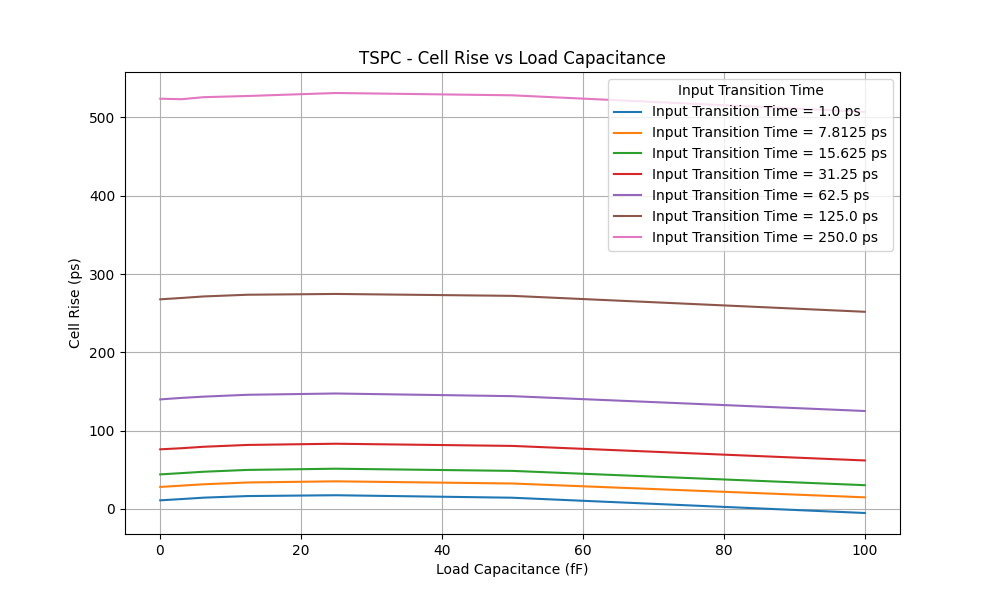 TSPC - Cell Rise vs Load Capacitance
Input Transition Time
Input Transition Time = 1.0 ps
Input Transition Time = 7.8125 ps
Input Transition Time = 15.625 ps
Input Transition Time = 31.25 ps
Input Transition Time = 62.5 ps
Input Transition Time = 125.0 ps
Input Transition Time = 250.0 ps
Cell Rise (ps)
500
400
300
200
100
0
0 20 40 60 80 100
Load Capacitance (fF)